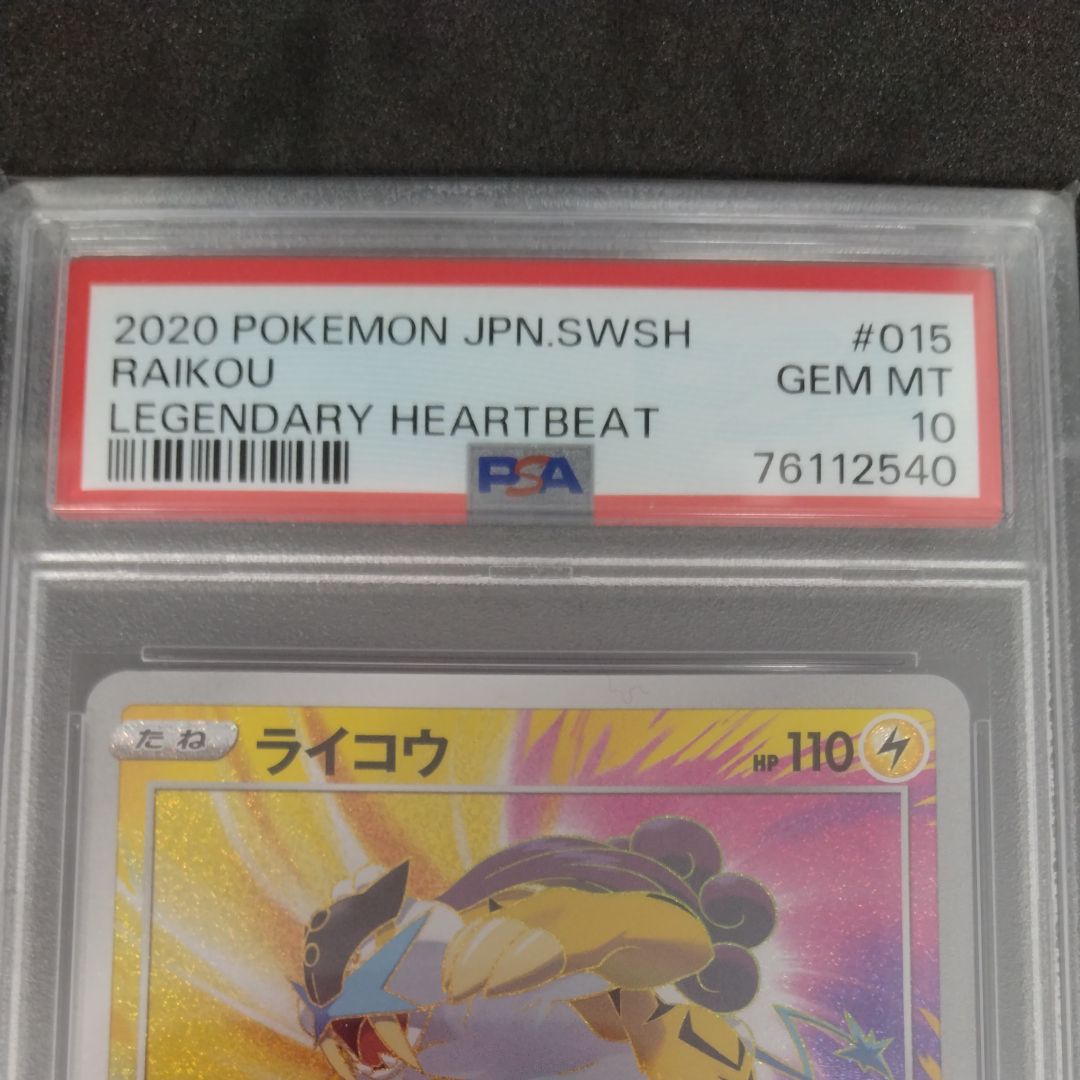 2020 POKEMON JPN.SWSH #015
RAIKOU GEM MT
LEGENDARY HEARTBEAT 10
PSA 76112540
たね ライコウ HP 110